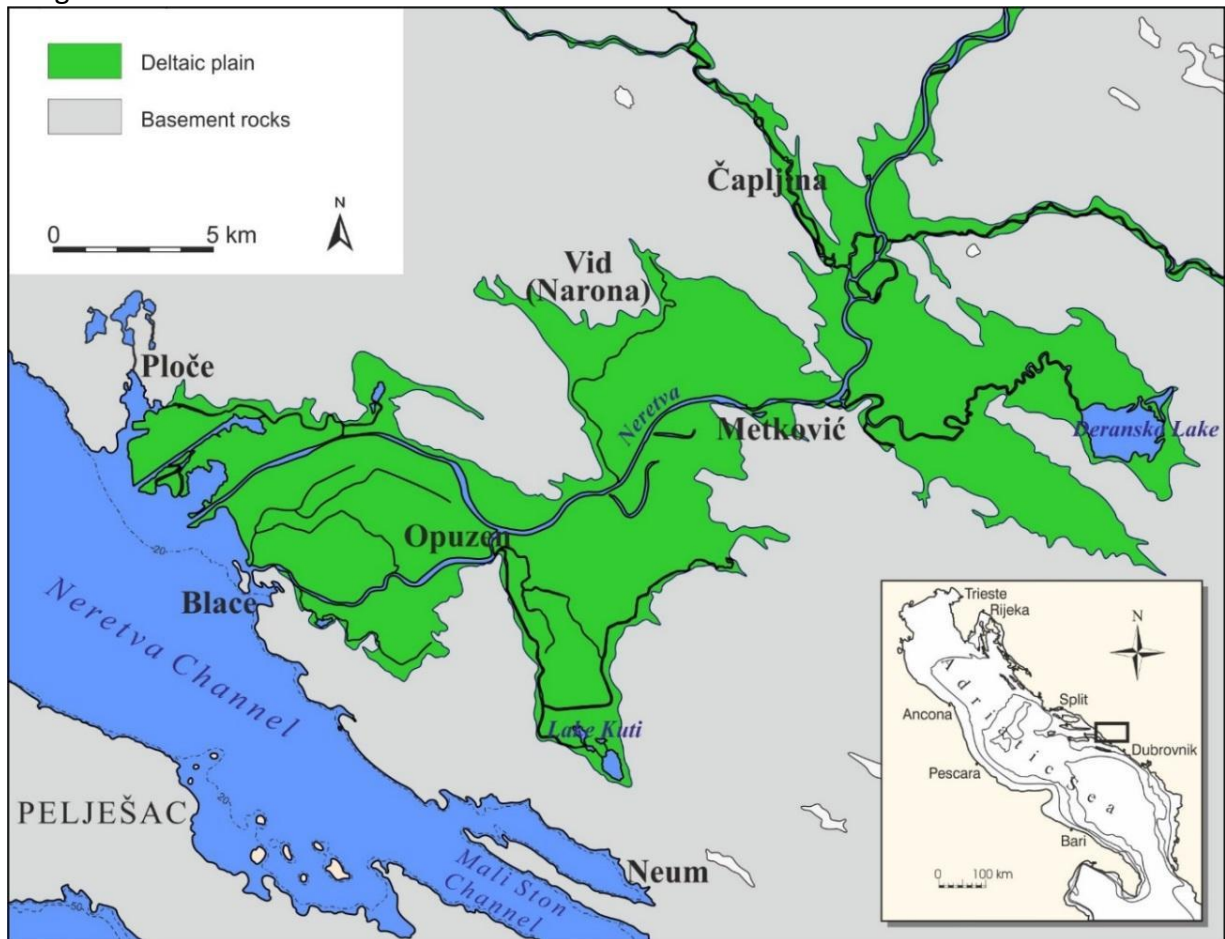 Deltaic plain
Basement rocks
N
0 5 km
Čapljina
Vid
(Narona)
Ploče
Neretva
Metković
Deransko Lake
Opuzen
20
Blace
Neretva Channel
Lake Kuti
PELJEŠAC
20
Neum
Mali Ston
Channel
50
Trieste
Rijeka
N
Adriatic Sea
Split
Ancona
Dubrovnik
Pescara
Bari
0 100 km